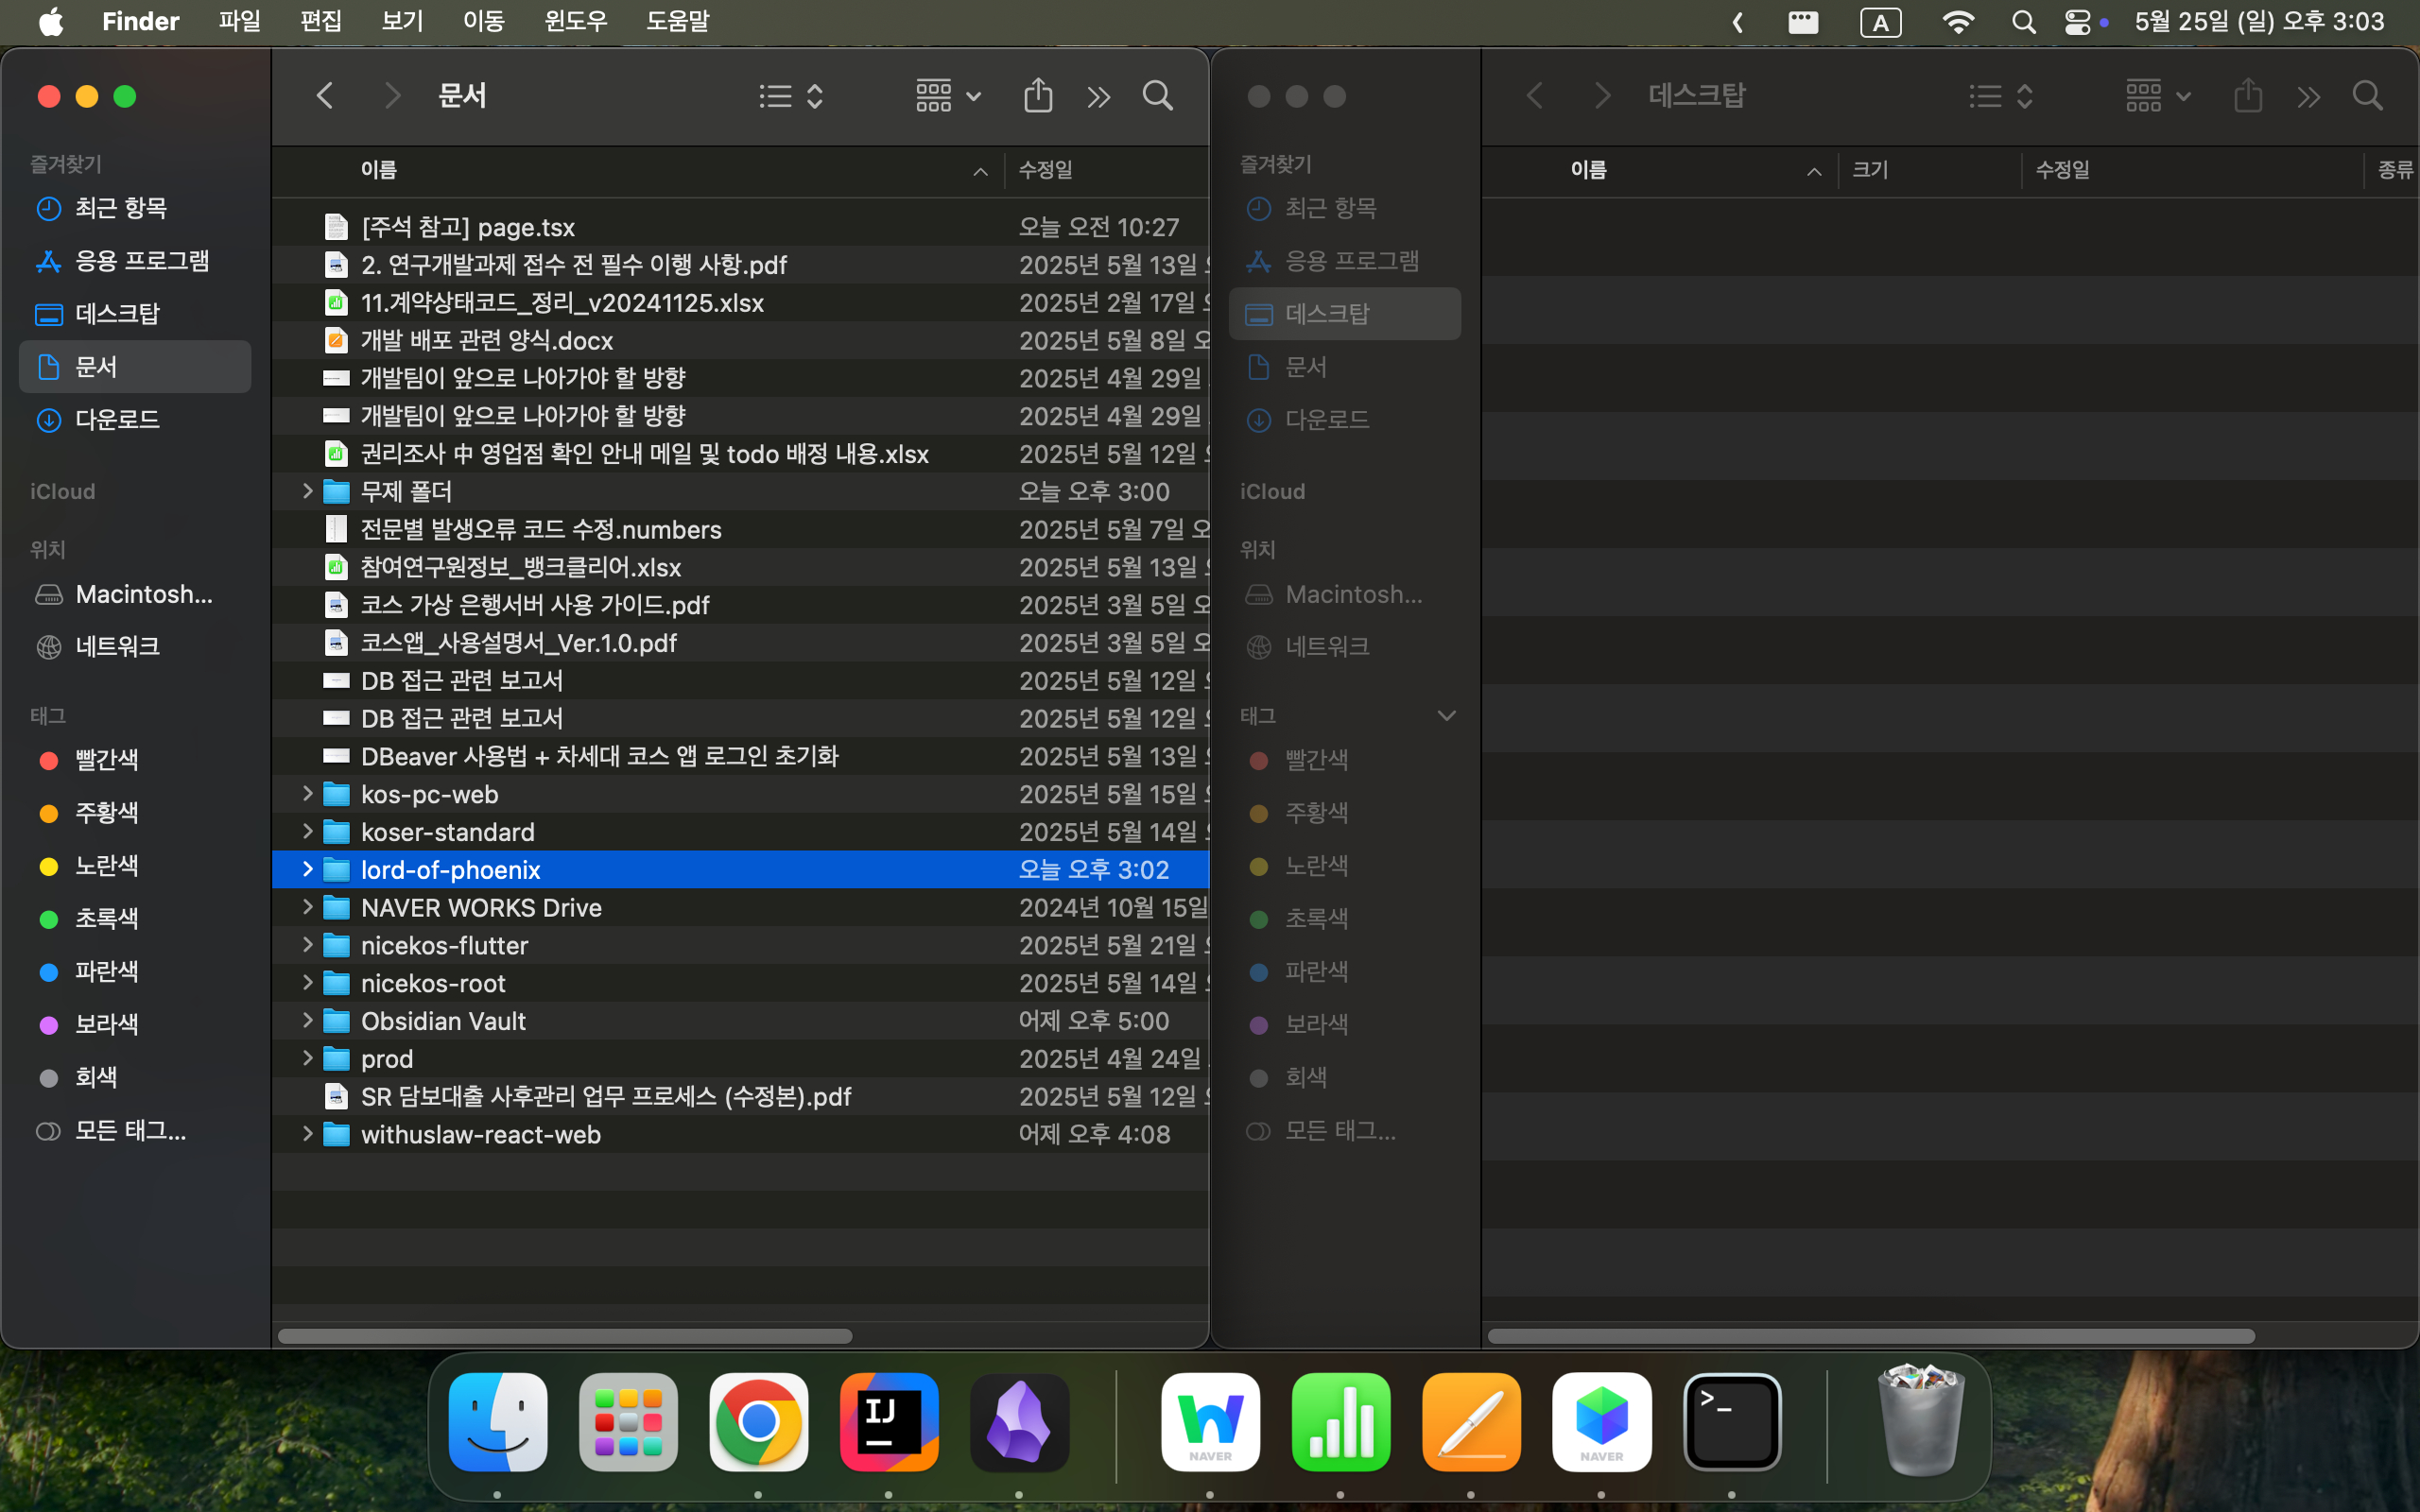 Finder 파일 편집 보기 이동 윈도우 도움말
A 5월 25일 (일) 오후 3:03
즐겨찾기
최근 항목
응용 프로그램
데스크탑
문서
다운로드
iCloud
위치
Macintosh...
네트워크
태그
빨간색
주황색
노란색
초록색
파란색
보라색
회색
모든 태그...
문서
이름 수정일
[주석 참고] page.tsx 오늘 오전 10:27
2. 연구개발과제 접수 전 필수 이행 사항.pdf 2025년 5월 13일
11.계약상태코드_정리_v20241125.xlsx 2025년 2월 17일
개발 배포 관련 양식.docx 2025년 5월 8일
개발팀이 앞으로 나아가야 할 방향 2025년 4월 29일
개발팀이 앞으로 나아가야 할 방향 2025년 4월 29일
권리조사 中 영업점 확인 안내 메일 및 todo 배정 내용.xlsx 2025년 5월 12일
무제 폴더 오늘 오후 3:00
전문별 발생오류 코드 수정.numbers 2025년 5월 7일
참여연구원정보_뱅크클리어.xlsx 2025년 5월 13일
코스 가상 은행서버 사용 가이드.pdf 2025년 3월 5일
코스앱_사용설명서_Ver.1.0.pdf 2025년 3월 5일
DB 접근 관련 보고서 2025년 5월 12일
DB 접근 관련 보고서 2025년 5월 12일
DBeaver 사용법 + 차세대 코스 앱 로그인 초기화 2025년 5월 13일
kos-pc-web 2025년 5월 15일
koser-standard 2025년 5월 14일
lord-of-phoenix 오늘 오후 3:02
NAVER WORKS Drive 2024년 10월 15일
nicekos-flutter 2025년 5월 21일
nicekos-root 2025년 5월 14일
Obsidian Vault 어제 오후 5:00
prod 2025년 4월 24일
SR 담보대출 사후관리 업무 프로세스 (수정본).pdf 2025년 5월 12일
withuslaw-react-web 어제 오후 4:08
즐겨찾기
최근 항목
응용 프로그램
데스크탑
문서
다운로드
iCloud
위치
Macintosh...
네트워크
태그
빨간색
주황색
노란색
초록색
파란색
보라색
회색
모든 태그...
데스크탑
이름 크기 수정일 종류
IJ
W
NAVER
NAVER
>_